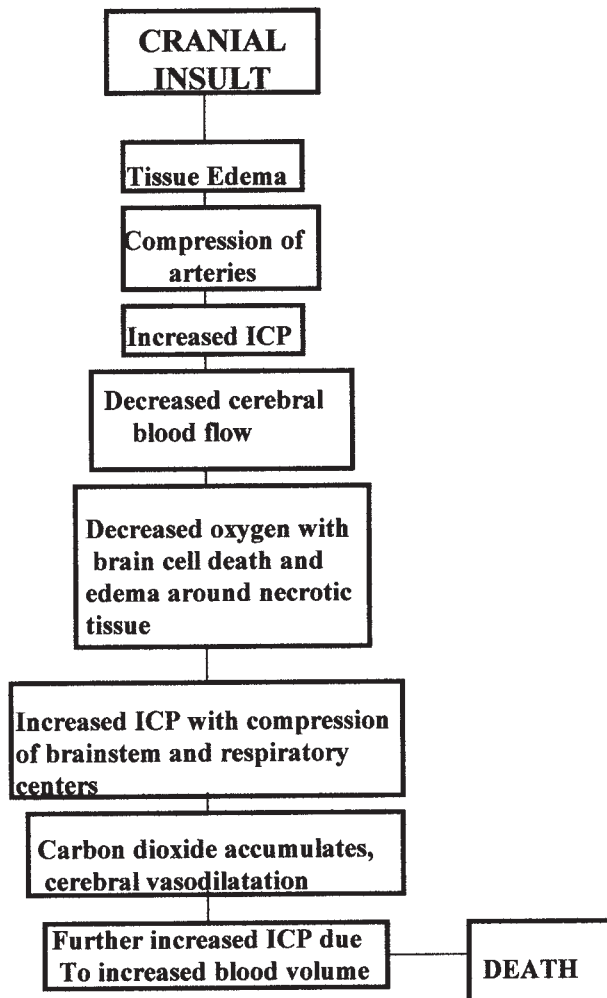 CRANIAL
INSULT
Tissue Edema
Compression of
arteries
Increased ICP
Decreased cerebral
blood flow
Decreased oxygen with
brain cell death and
edema around necrotic
tissue
Increased ICP with compression
of brainstem and respiratory
centers
Carbon dioxide accumulates,
cerebral vasodilatation
Further increased ICP due
To increased blood volume
DEATH